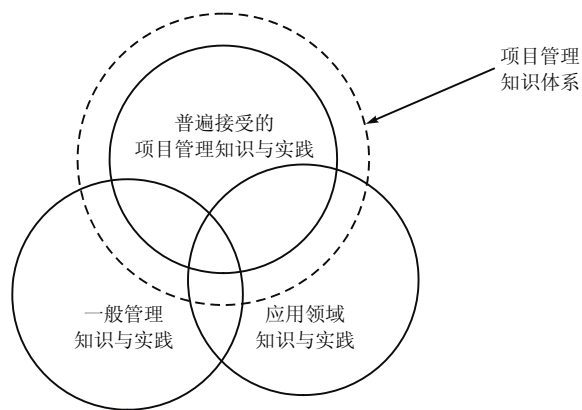 项目管理
知识体系
普遍接受的
项目管理知识与实践
一般管理
知识与实践
应用领域
知识与实践